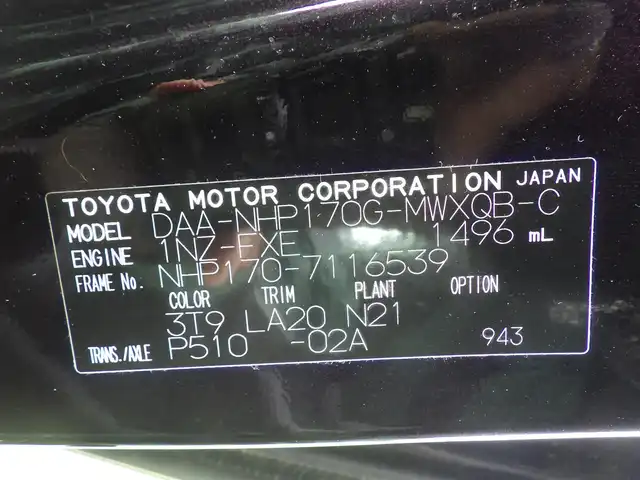 TOYOTA MOTOR CORPORATION JAPAN
MODEL DAA-NHP170G-MWXQB-C
ENGINE 1NZ-EXE 1496 mL
FRAME No. NHP170-7116539
COLOR TRIM PLANT OPTION
3T9 LA20 N21
TRANS./AXLE P510 -02A 943